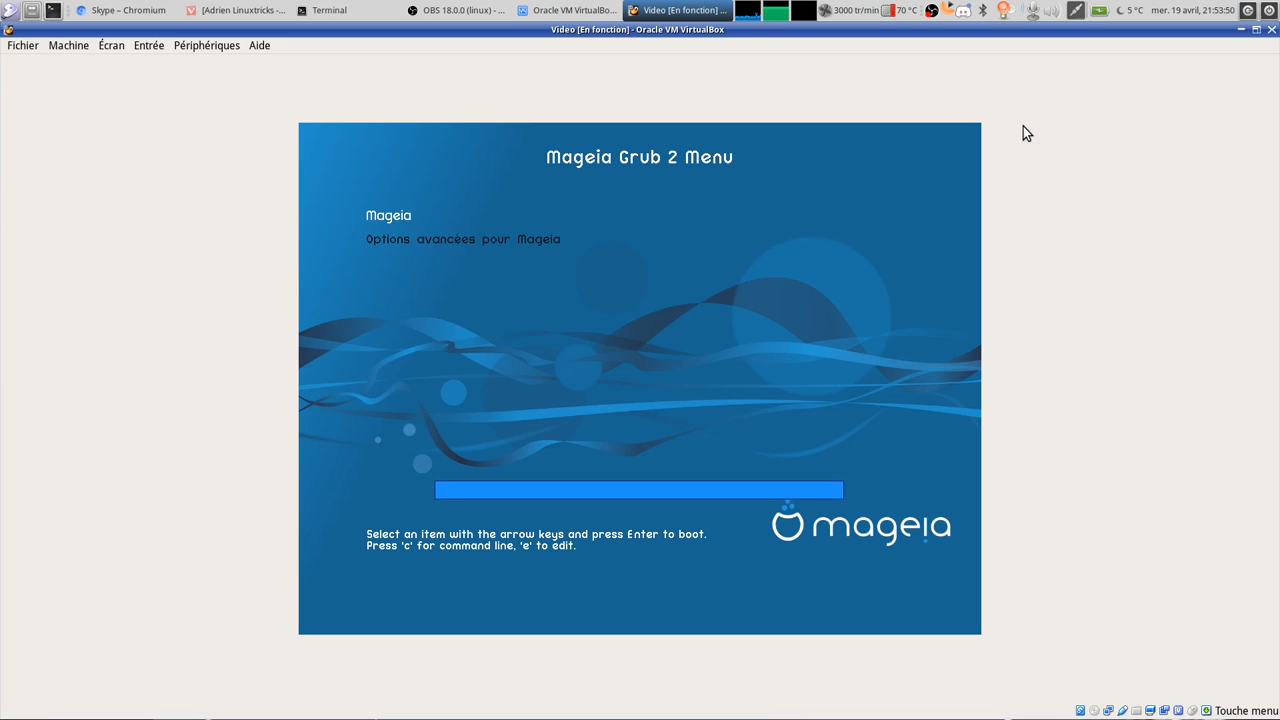 Skype – Chromium
[Adrien Linuxtricks -...
Terminal
OBS 18.0.0 (linux) - ...
Oracle VM VirtualBo...
Video [En fonction] - ...
3000 tr/min
70 °C
5 °C
mer. 19 avril, 21:53:50
Video [En fonction] - Oracle VM VirtualBox
Fichier Machine Écran Entrée Périphériques Aide
Mageia Grub 2 Menu
Mageia
Options avancées pour Mageia
mageia
Select an item with the arrow keys and press Enter to boot.
Press 'c' for command line, 'e' to edit.
Touche menu